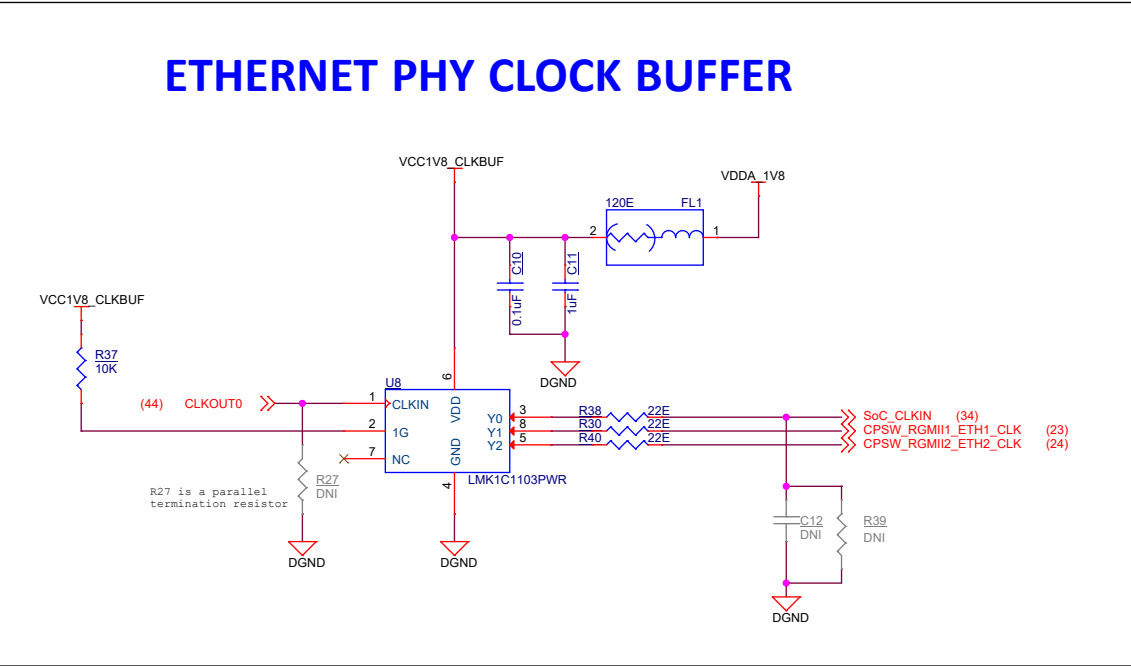 ETHERNET PHY CLOCK BUFFER
VCC1V8_CLKBUF
VDDA_1V8
120E
FL1
2
1
C10
0.1uF
C11
1uF
DGND
VCC1V8_CLKBUF
R37
10K
(44) CLKOUT0
U8
6
1
CLKIN
VDD
2
1G
7
NC
GND
4
Y0
3
Y1
8
Y2
5
LMK1C1103PWR
R38
22E
R30
22E
R40
22E
SoC_CLKIN (34)
CPSW_RGMII1_ETH1_CLK (23)
CPSW_RGMII2_ETH2_CLK (24)
R27 is a parallel
termination resistor
R27
DNI
DGND
DGND
C12
DNI
R39
DNI
DGND